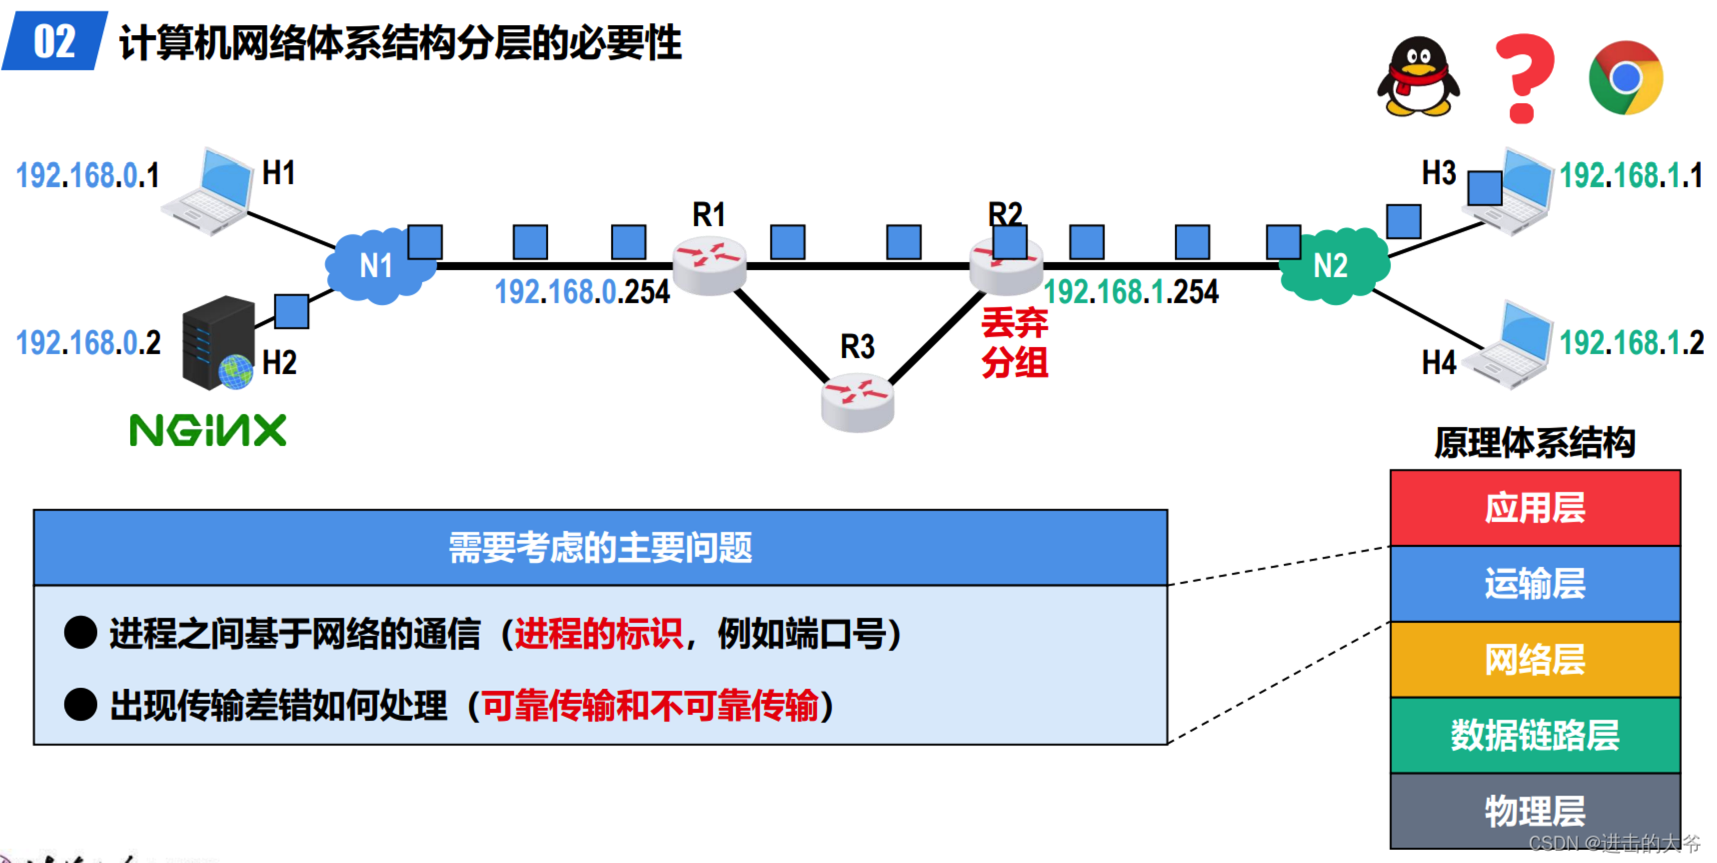 02 计算机网络体系结构分层的必要性
?
192.168.0.1
H1
H3
192.168.1.1
R1
R2
N1
N2
192.168.0.254
192.168.1.254
丢弃
分组
192.168.0.2
H2
R3
H4
192.168.1.2
NGiNX
原理体系结构
应用层
需要考虑的主要问题
运输层
进程之间基于网络的通信（进程的标识，例如端口号）
网络层
出现传输差错如何处理（可靠传输和不可靠传输）
数据链路层
物理层
CSDN @进击的大爷